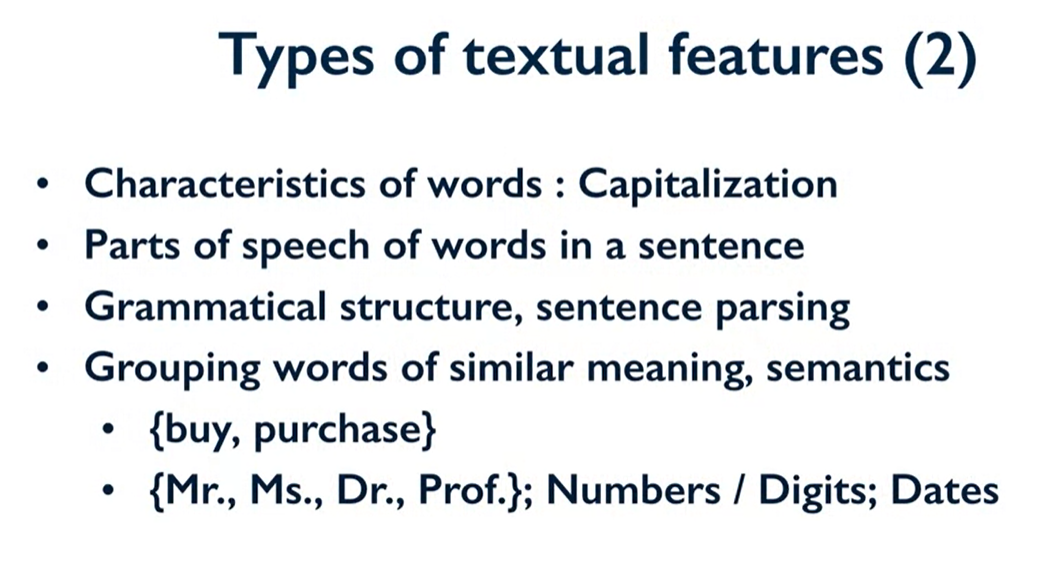 Types of textual features (2)
• Characteristics of words : Capitalization
• Parts of speech of words in a sentence
• Grammatical structure, sentence parsing
• Grouping words of similar meaning, semantics
• {buy, purchase}
• {Mr., Ms., Dr., Prof.}; Numbers / Digits; Dates